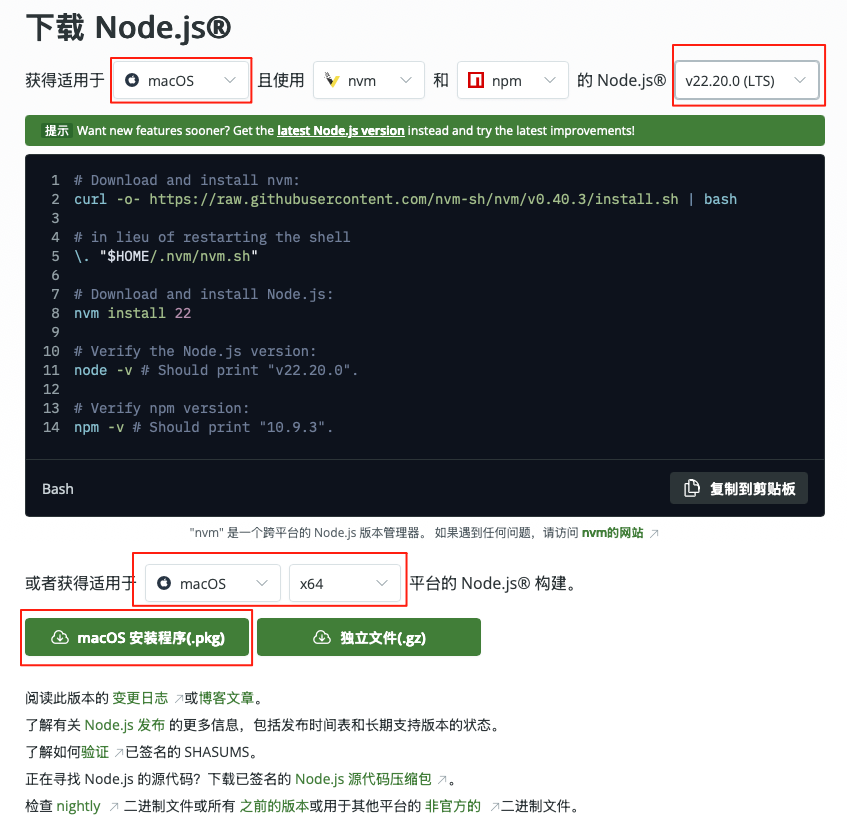 下载 Node.js®
获得适用于 macOS 且使用 nvm 和 npm 的 Node.js® v22.20.0 (LTS)
提示 Want new features sooner? Get the latest Node.js version instead and try the latest improvements!
1 # Download and install nvm:
2 curl -o- https://raw.githubusercontent.com/nvm-sh/nvm/v0.40.3/install.sh | bash
3
4 # in lieu of restarting the shell
5 \. "$HOME/.nvm/nvm.sh"
6
7 # Download and install Node.js:
8 nvm install 22
9
10 # Verify the Node.js version:
11 node -v # Should print "v22.20.0".
12
13 # Verify npm version:
14 npm -v # Should print "10.9.3".
Bash 复制到剪贴板
"nvm" 是一个跨平台的 Node.js 版本管理器。 如果遇到任何问题，请访问 nvm的网站
或者获得适用于 macOS x64 平台的 Node.js® 构建。
macOS 安装程序(.pkg) 独立文件(.gz)
阅读此版本的 变更日志 或博客文章。
了解有关 Node.js 发布 的更多信息，包括发布时间表和长期支持版本的状态。
了解如何验证 已签名的 SHASUMS。
正在寻找 Node.js 的源代码？下载已签名的 Node.js 源代码压缩包 。
检查 nightly 二进制文件或所有 之前的版本或用于其他平台的 非官方的 二进制文件。